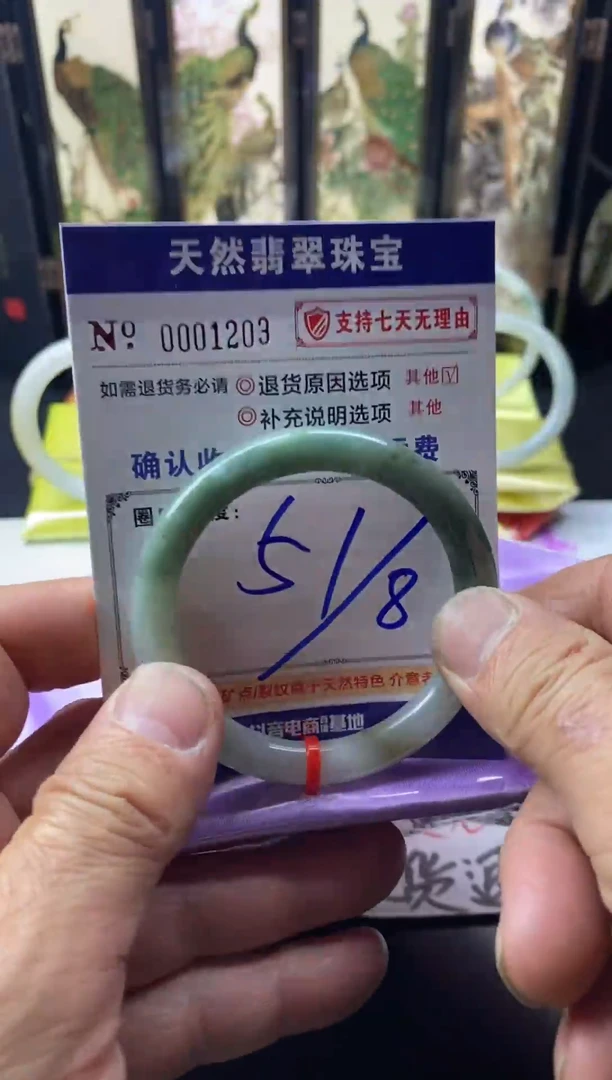 天然翡翠珠宝
No. 0001203
支持七天无理由
如需退货务必请 ◎退货原因选项 其他☑
◎补充说明选项 其他
确认收
费
圈
度:
51/8
矿点/裂纹属于天然特色 介意
抖音电商 基地
货通